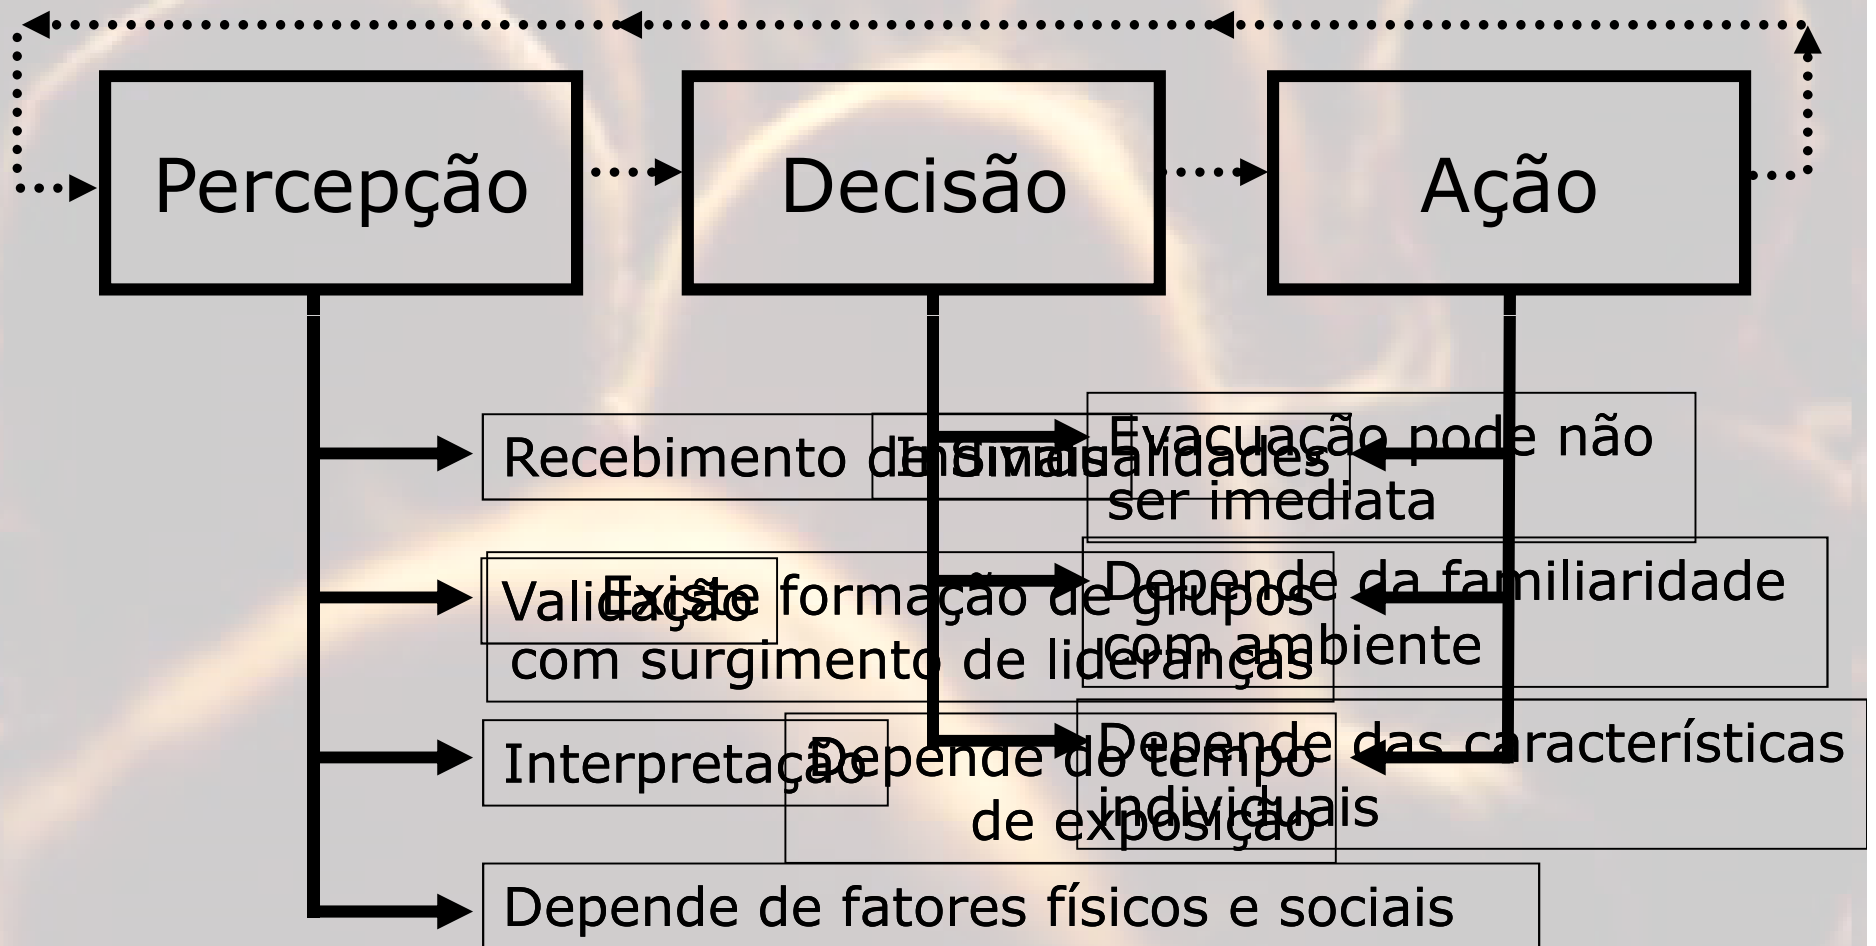 Percepção
Decisão
Ação
Recebimento de Sinais
Validação
Interpretação
Depende de fatores físicos e sociais
Evacuação pode não
ser imediata
Depende da familiaridade
com ambiente
Depende das características
individuais
Individualidades
Existe formação de grupos
com surgimento de lideranças
Depende do tempo
de exposição